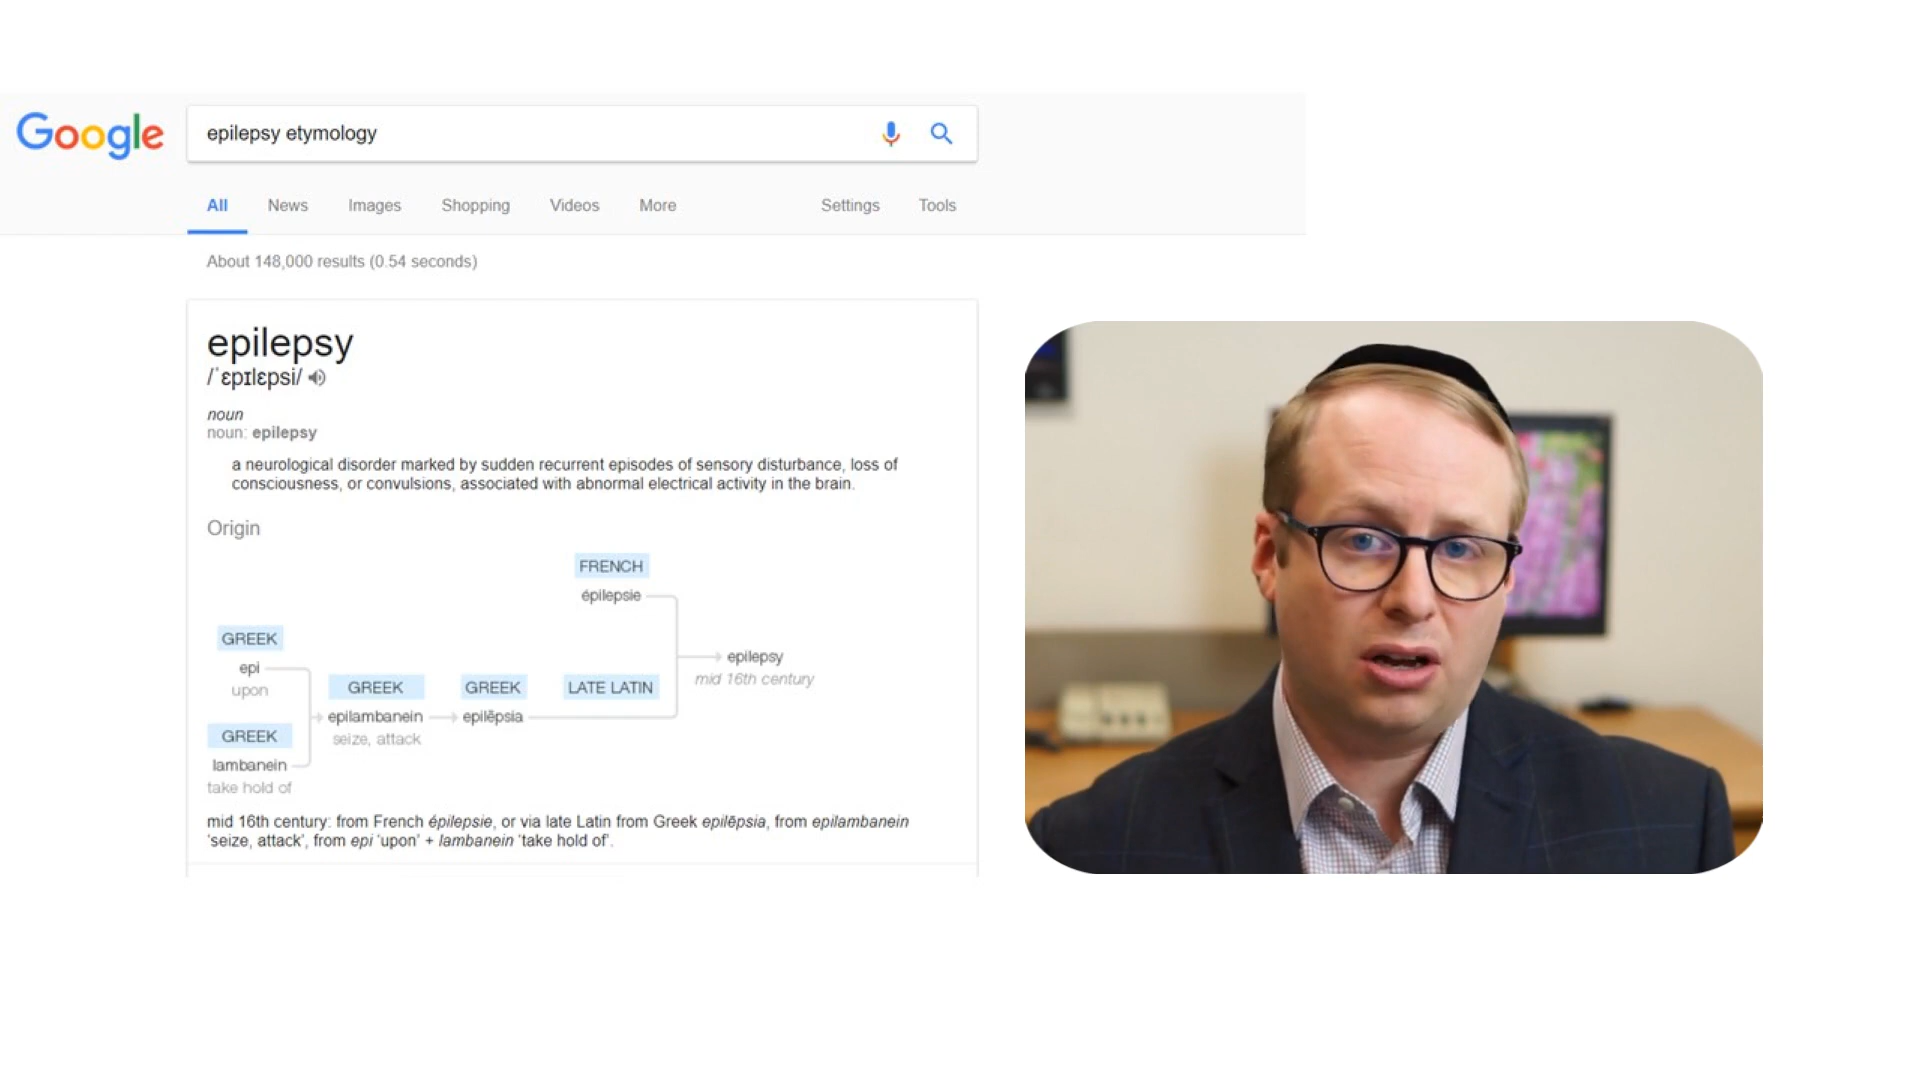 Google
epilepsy etymology
All News Images Shopping Videos More Settings Tools
About 148,000 results (0.54 seconds)
epilepsy
/ˈɛpɪlɛpsi/
noun
noun: epilepsy
a neurological disorder marked by sudden recurrent episodes of sensory disturbance, loss of
consciousness, or convulsions, associated with abnormal electrical activity in the brain.
Origin
FRENCH
épilepsie
GREEK
epi
upon
GREEK
lambanein
take hold of
GREEK
epilambanein
seize, attack
GREEK
epilēpsia
LATE LATIN
epilepsy
mid 16th century
mid 16th century: from French épilepsie, or via late Latin from Greek epilēpsia, from epilambanein
‘seize, attack’, from epi ‘upon’ + lambanein ‘take hold of’.